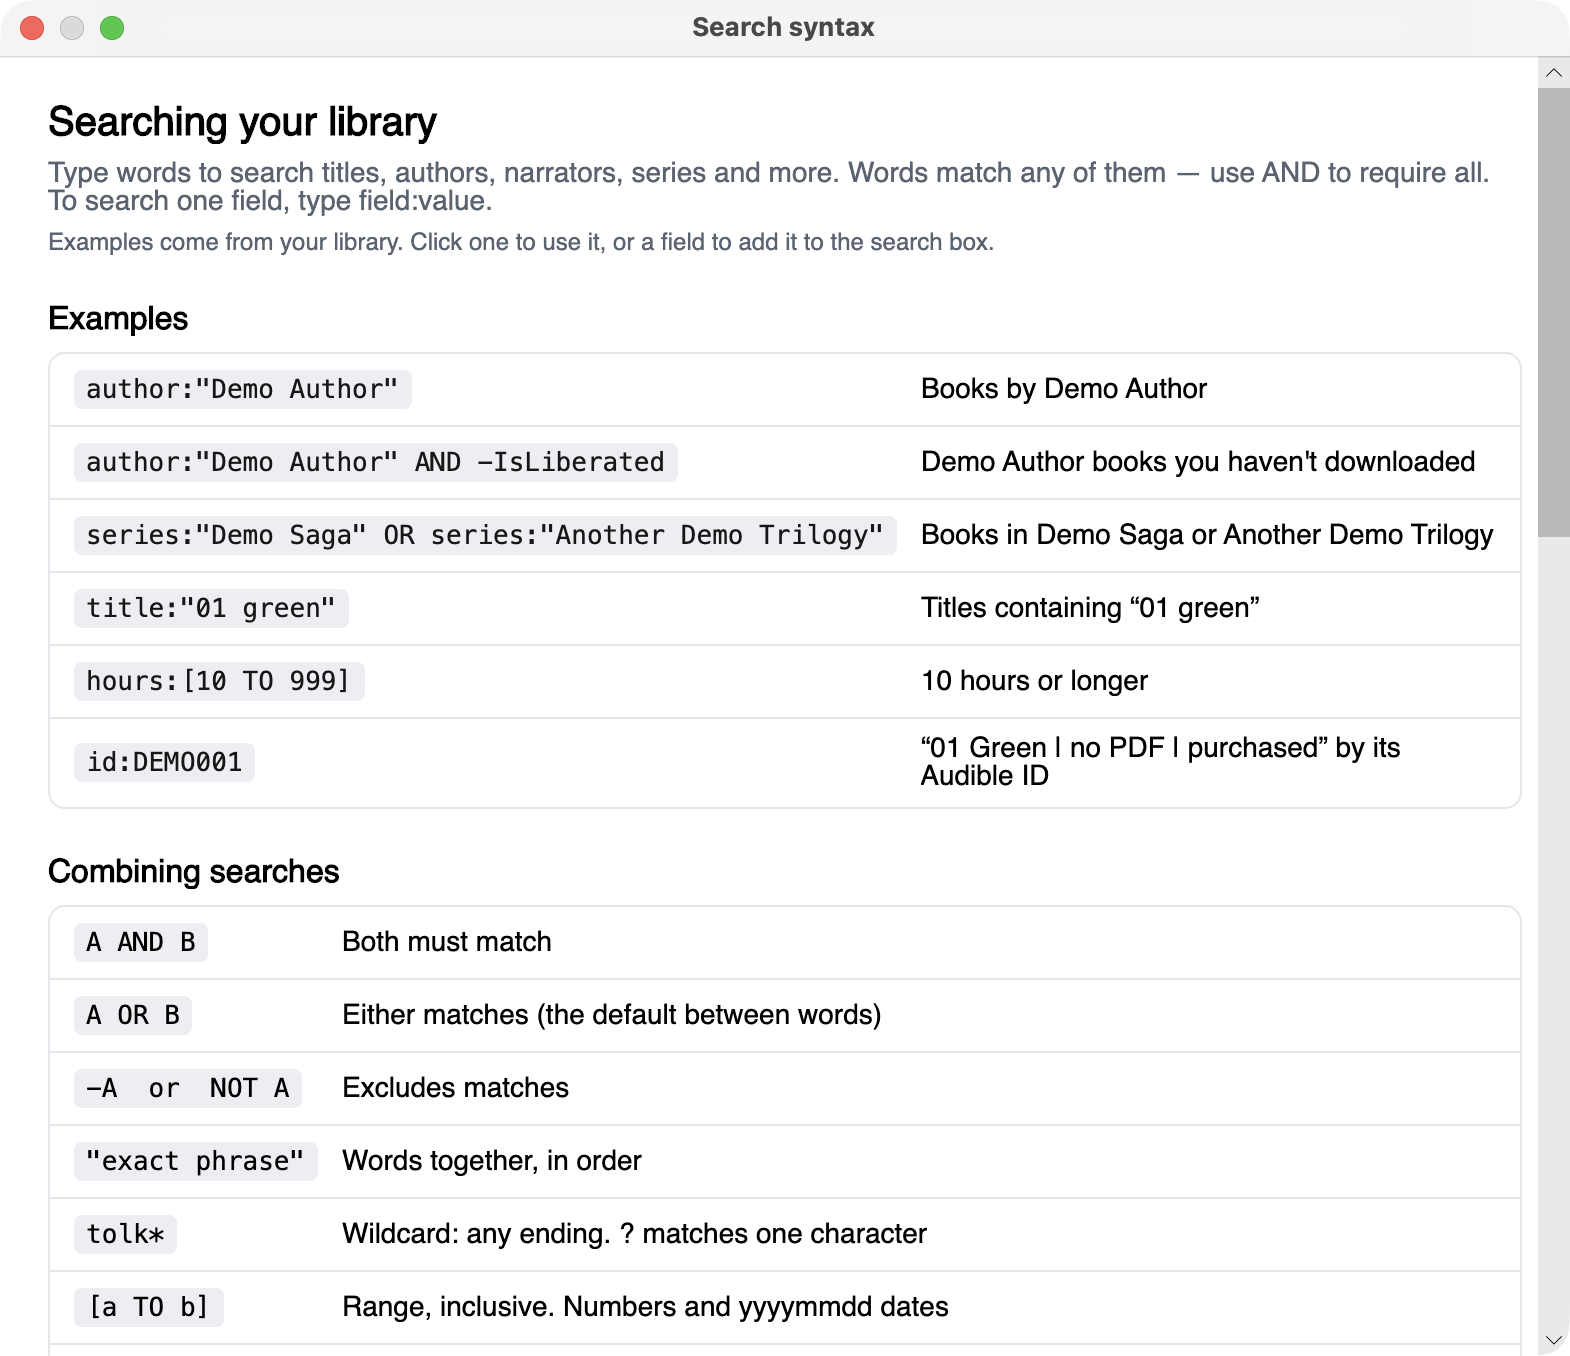 Search syntax
Searching your library
Type words to search titles, authors, narrators, series and more. Words match any of them — use AND to require all.
To search one field, type field:value.
Examples come from your library. Click one to use it, or a field to add it to the search box.
Examples
author:"Demo Author" Books by Demo Author
author:"Demo Author" AND -IsLiberated Demo Author books you haven't downloaded
series:"Demo Saga" OR series:"Another Demo Trilogy" Books in Demo Saga or Another Demo Trilogy
title:"01 green" Titles containing “01 green”
hours:[10 TO 999] 10 hours or longer
id:DEMO001 “01 Green | no PDF | purchased” by its
Audible ID
Combining searches
A AND B Both must match
A OR B Either matches (the default between words)
-A or NOT A Excludes matches
"exact phrase" Words together, in order
tolk* Wildcard: any ending. ? matches one character
[a TO b] Range, inclusive. Numbers and yyyymmdd dates